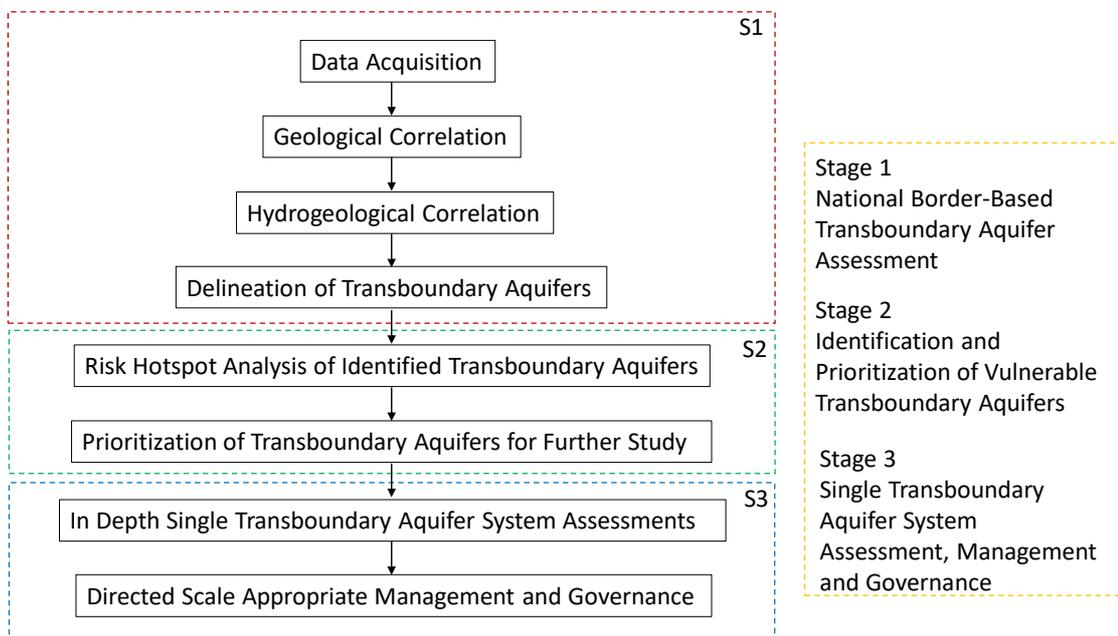 S1
Data Acquisition
Geological Correlation
Hydrogeological Correlation
Delineation of Transboundary Aquifers
S2
Risk Hotspot Analysis of Identified Transboundary Aquifers
Prioritization of Transboundary Aquifers for Further Study
S3
In Depth Single Transboundary Aquifer System Assessments
Directed Scale Appropriate Management and Governance
Stage 1
National Border-Based
Transboundary Aquifer
Assessment
Stage 2
Identification and
Prioritization of Vulnerable
Transboundary Aquifers
Stage 3
Single Transboundary
Aquifer System
Assessment, Management
and Governance